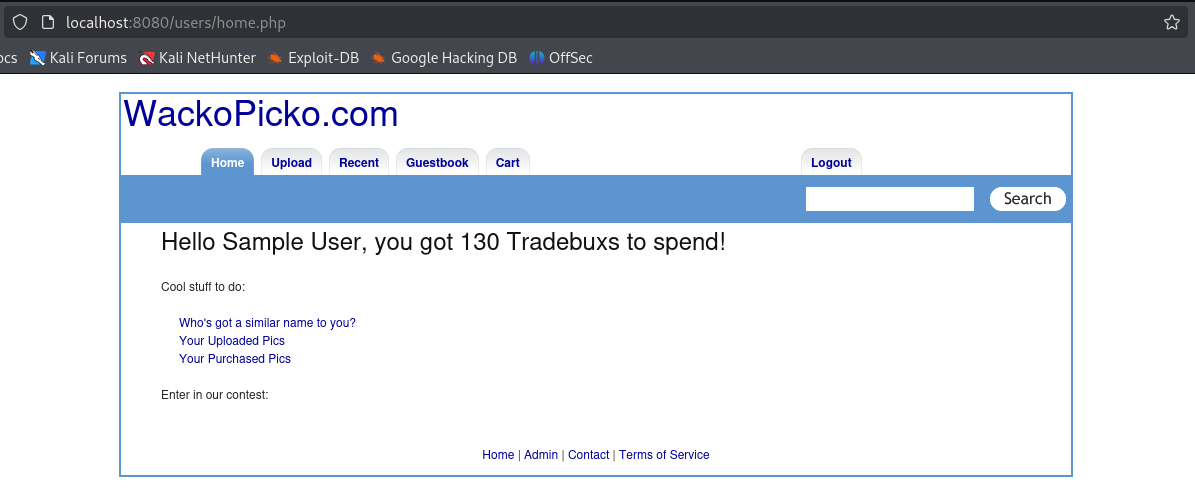 localhost:8080/users/home.php
ocs Kali Forums Kali NetHunter Exploit-DB Google Hacking DB OffSec
WackoPicko.com
Home Upload Recent Guestbook Cart Logout
Search
Hello Sample User, you got 130 Tradebuxs to spend!
Cool stuff to do:
Who's got a similar name to you?
Your Uploaded Pics
Your Purchased Pics
Enter in our contest:
Home | Admin | Contact | Terms of Service